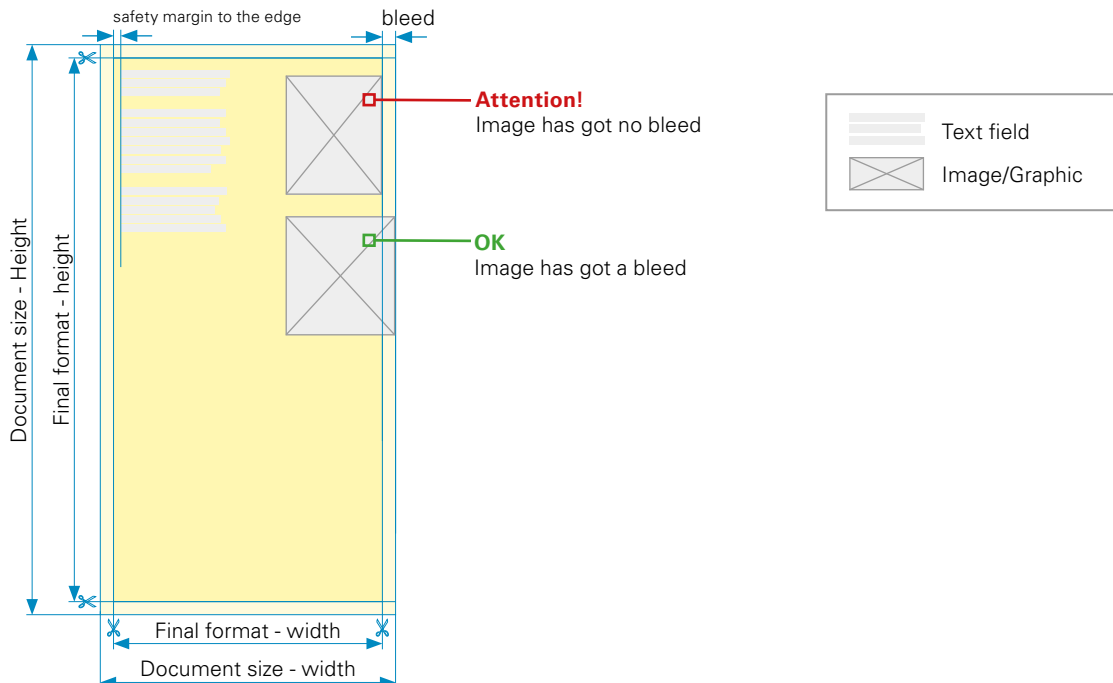 safety margin to the edge
bleed
Attention!
Image has got no bleed
OK
Image has got a bleed
Text field
Image/Graphic
Document size - Height
Final format - height
Final format - width
Document size - width